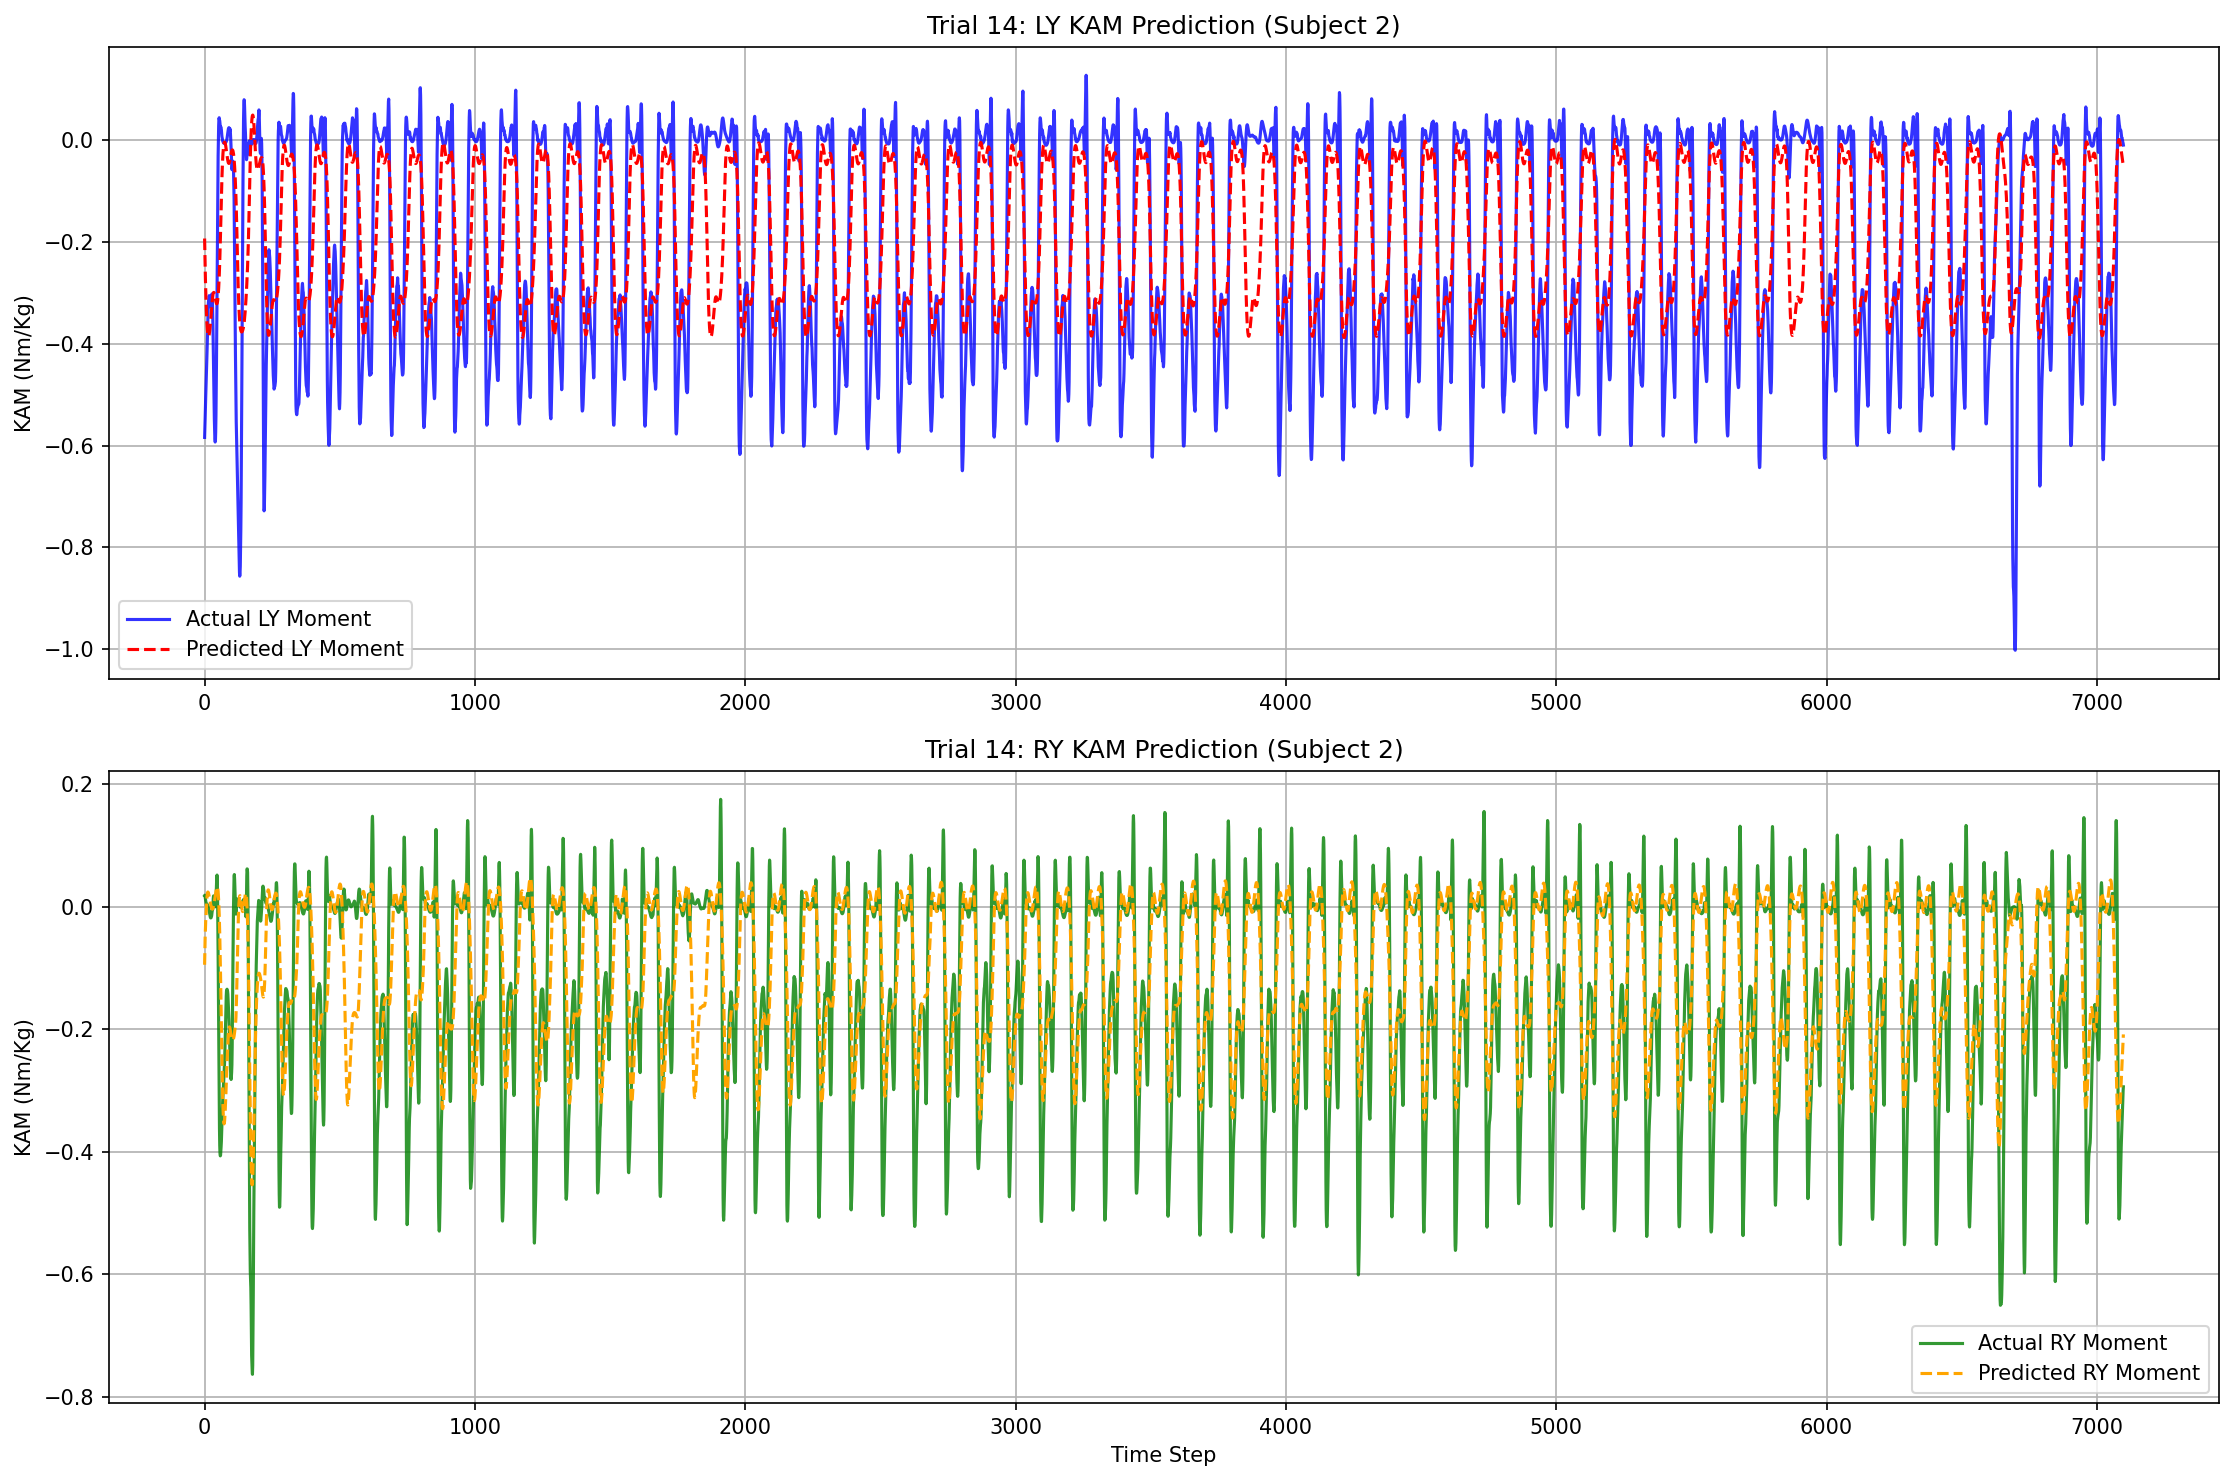 Trial 14: LY KAM Prediction (Subject 2)
KAM (Nm/Kg)
0.0
−0.2
−0.4
−0.6
−0.8
−1.0
Actual LY Moment
Predicted LY Moment
0 1000 2000 3000 4000 5000 6000 7000
Trial 14: RY KAM Prediction (Subject 2)
KAM (Nm/Kg)
0.2
0.0
−0.2
−0.4
−0.6
−0.8
Actual RY Moment
Predicted RY Moment
0 1000 2000 3000 4000 5000 6000 7000
Time Step